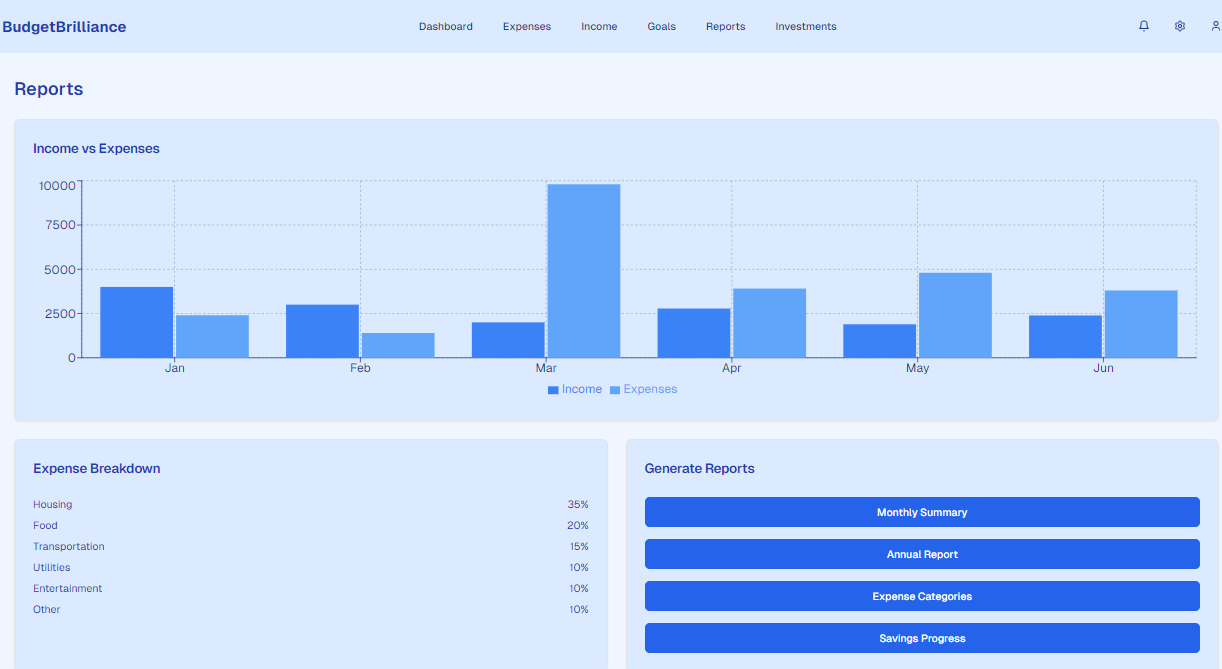 BudgetBrilliance
Dashboard Expenses Income Goals Reports Investments
Reports
Income vs Expenses
10000
7500
5000
2500
0
Jan Feb Mar Apr May Jun
Income Expenses
Expense Breakdown
Housing 35%
Food 20%
Transportation 15%
Utilities 10%
Entertainment 10%
Other 10%
Generate Reports
Monthly Summary
Annual Report
Expense Categories
Savings Progress